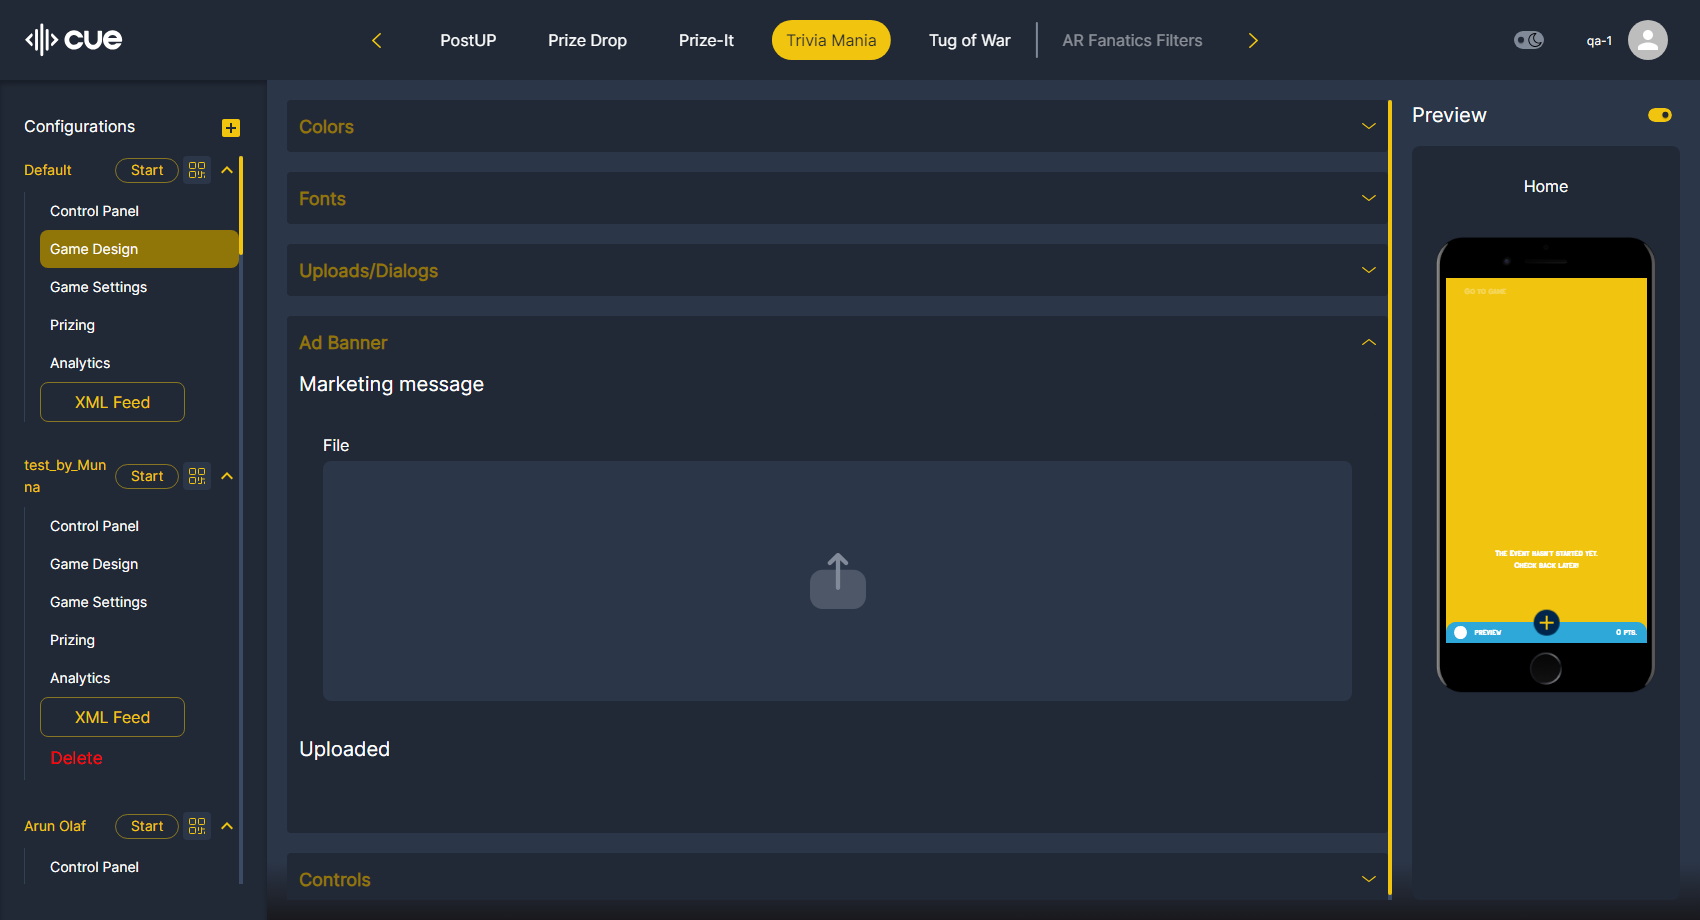 cue
PostUP
Prize Drop
Prize-It
Trivia Mania
Tug of War
AR Fanatics Filters
qa-1
Configurations
Default
Start
Control Panel
Game Design
Game Settings
Prizing
Analytics
XML Feed
test_by_Mun
na
Start
Control Panel
Game Design
Game Settings
Prizing
Analytics
XML Feed
Delete
Arun Olaf
Start
Control Panel
Colors
Fonts
Uploads/Dialogs
Ad Banner
Marketing message
File
Uploaded
Controls
Preview
Home
Go to game
The Event hasn't started yet.
Check back later!
PREVIEW
0 pts.